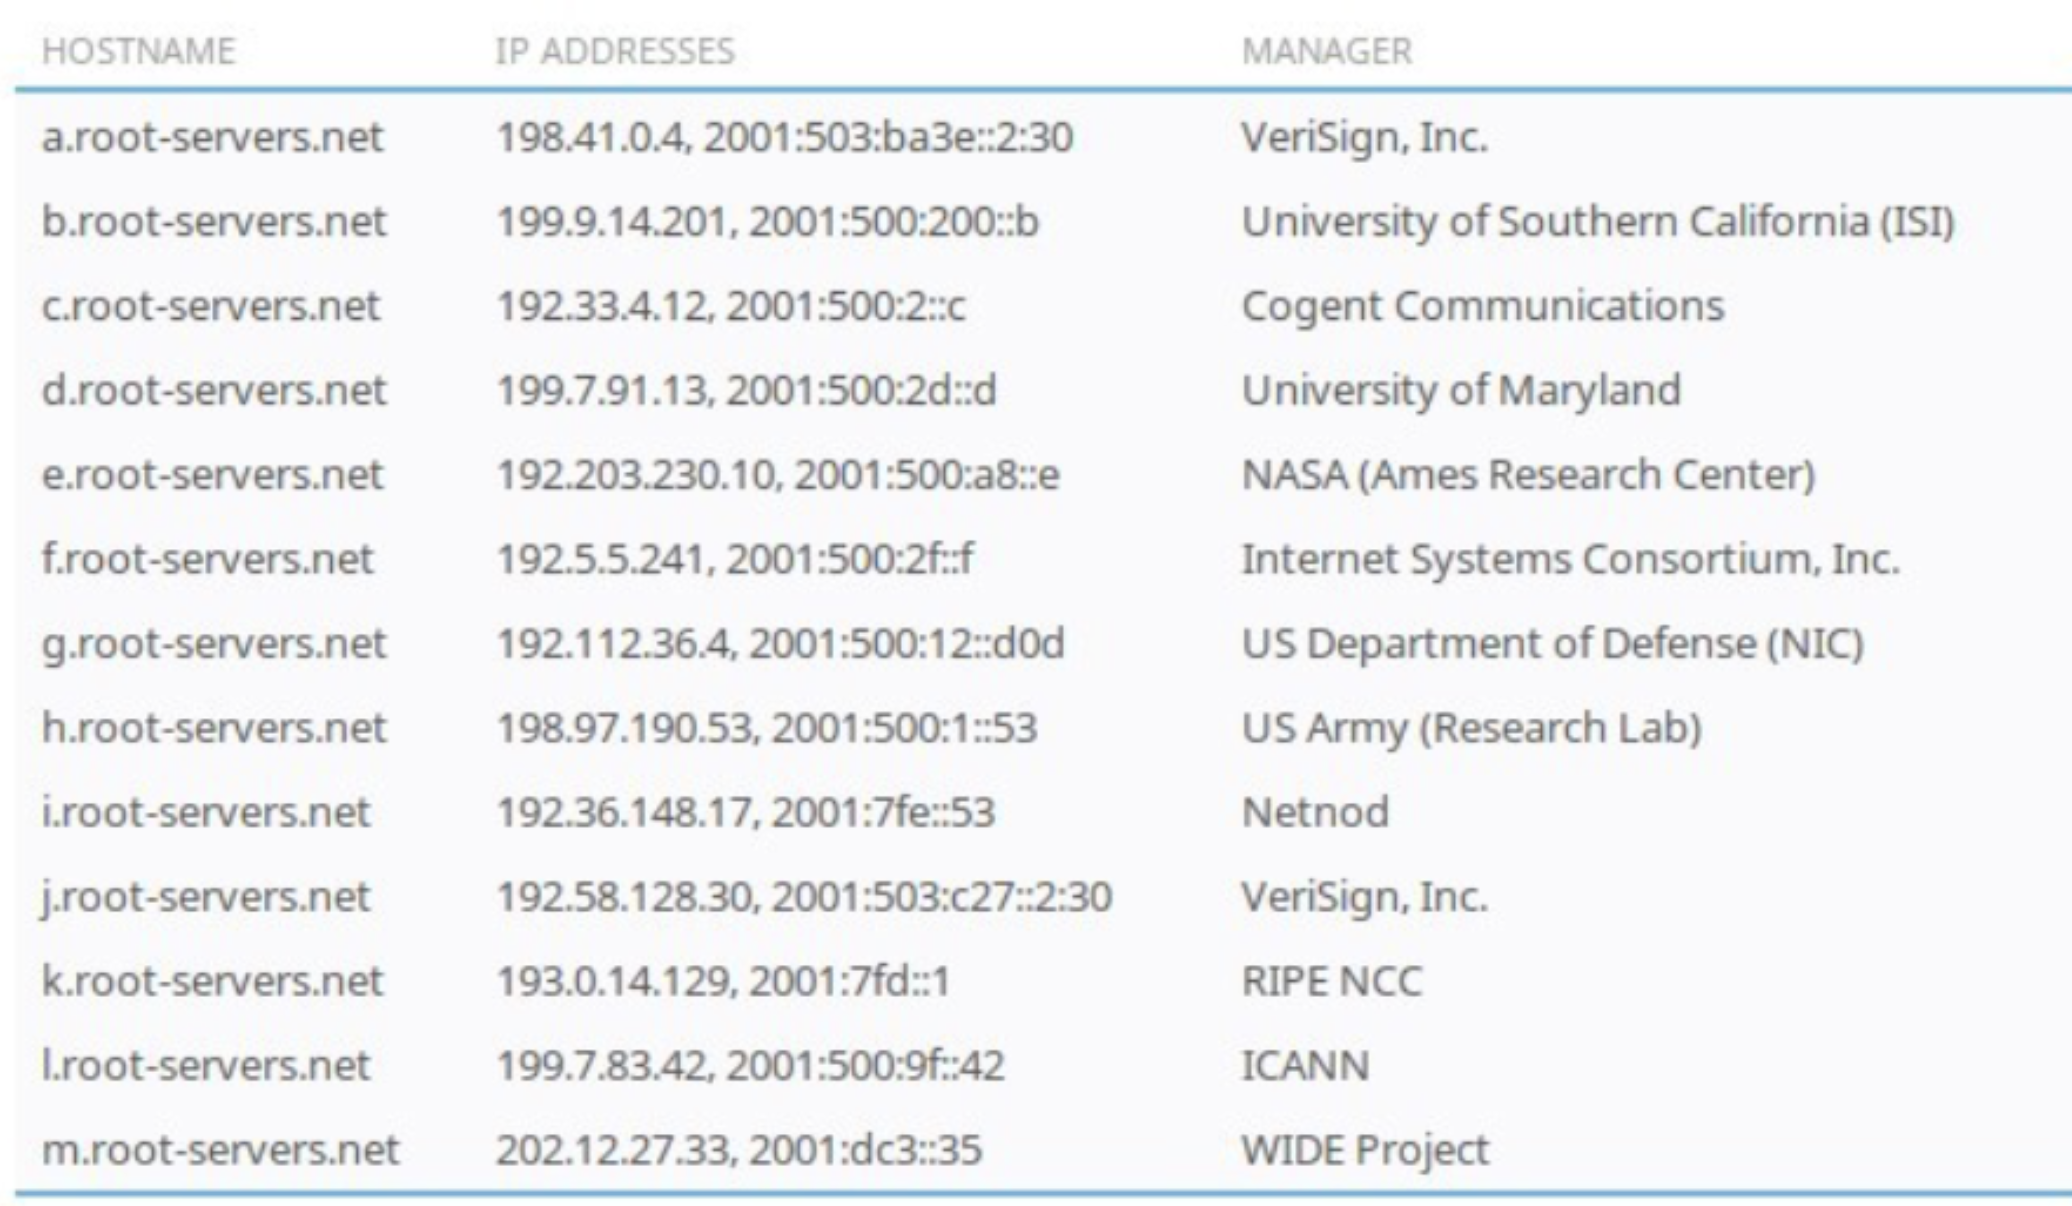 HOSTNAME IP ADDRESSES MANAGER
a.root-servers.net 198.41.0.4, 2001:503:ba3e::2:30 VeriSign, Inc.
b.root-servers.net 199.9.14.201, 2001:500:200::b University of Southern California (ISI)
c.root-servers.net 192.33.4.12, 2001:500:2::c Cogent Communications
d.root-servers.net 199.7.91.13, 2001:500:2d::d University of Maryland
e.root-servers.net 192.203.230.10, 2001:500:a8::e NASA (Ames Research Center)
f.root-servers.net 192.5.5.241, 2001:500:2f::f Internet Systems Consortium, Inc.
g.root-servers.net 192.112.36.4, 2001:500:12::d0d US Department of Defense (NIC)
h.root-servers.net 198.97.190.53, 2001:500:1::53 US Army (Research Lab)
i.root-servers.net 192.36.148.17, 2001:7fe::53 Netnod
j.root-servers.net 192.58.128.30, 2001:503:c27::2:30 VeriSign, Inc.
k.root-servers.net 193.0.14.129, 2001:7fd::1 RIPE NCC
l.root-servers.net 199.7.83.42, 2001:500:9f::42 ICANN
m.root-servers.net 202.12.27.33, 2001:dc3::35 WIDE Project